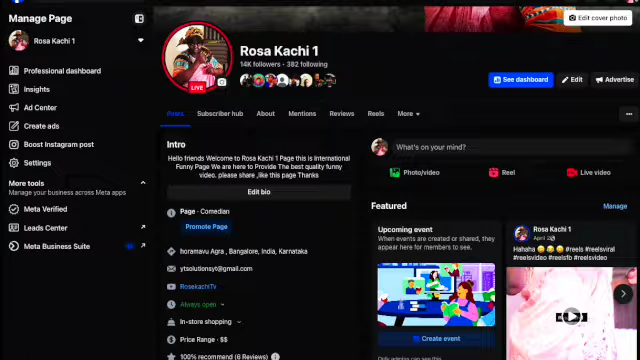 Manage Page
Rosa Kachi 1
Professional dashboard
Insights
Ad Center
Create ads
Boost Instagram post
Settings
More tools
Manage your business across Meta apps
Meta Verified
Leads Center
Meta Business Suite
Edit cover photo
LIVE
Rosa Kachi 1
14K followers • 382 following
See dashboard
Edit
Advertise
Posts
Subscriber hub
About
Mentions
Reviews
Reels
More
Intro
Hello friends Welcome to Rosa Kachi 1 Page this is International
Funny Page We are here to Provide The best quality funny
video. please share ,like this page Thanks
Edit bio
Page · Comedian
Promote Page
horamavu Agra , Bangalore, India, Karnataka
ytsolutionsyt@gmail.com
RosekachiTv
Always open
In-store shopping
Price Range · $$
100% recommend (6 Reviews)
What's on your mind?
Photo/video
Reel
Live video
Featured
Manage
Upcoming event
When events are created or shared, they
appear here for members to see.
Create event
Only admins can see this
Rosa Kachi 1
April 2
Hahaha 😄😂😄 #reels #reelsviral
#reelsvideo #reelsfb #reelsvideo